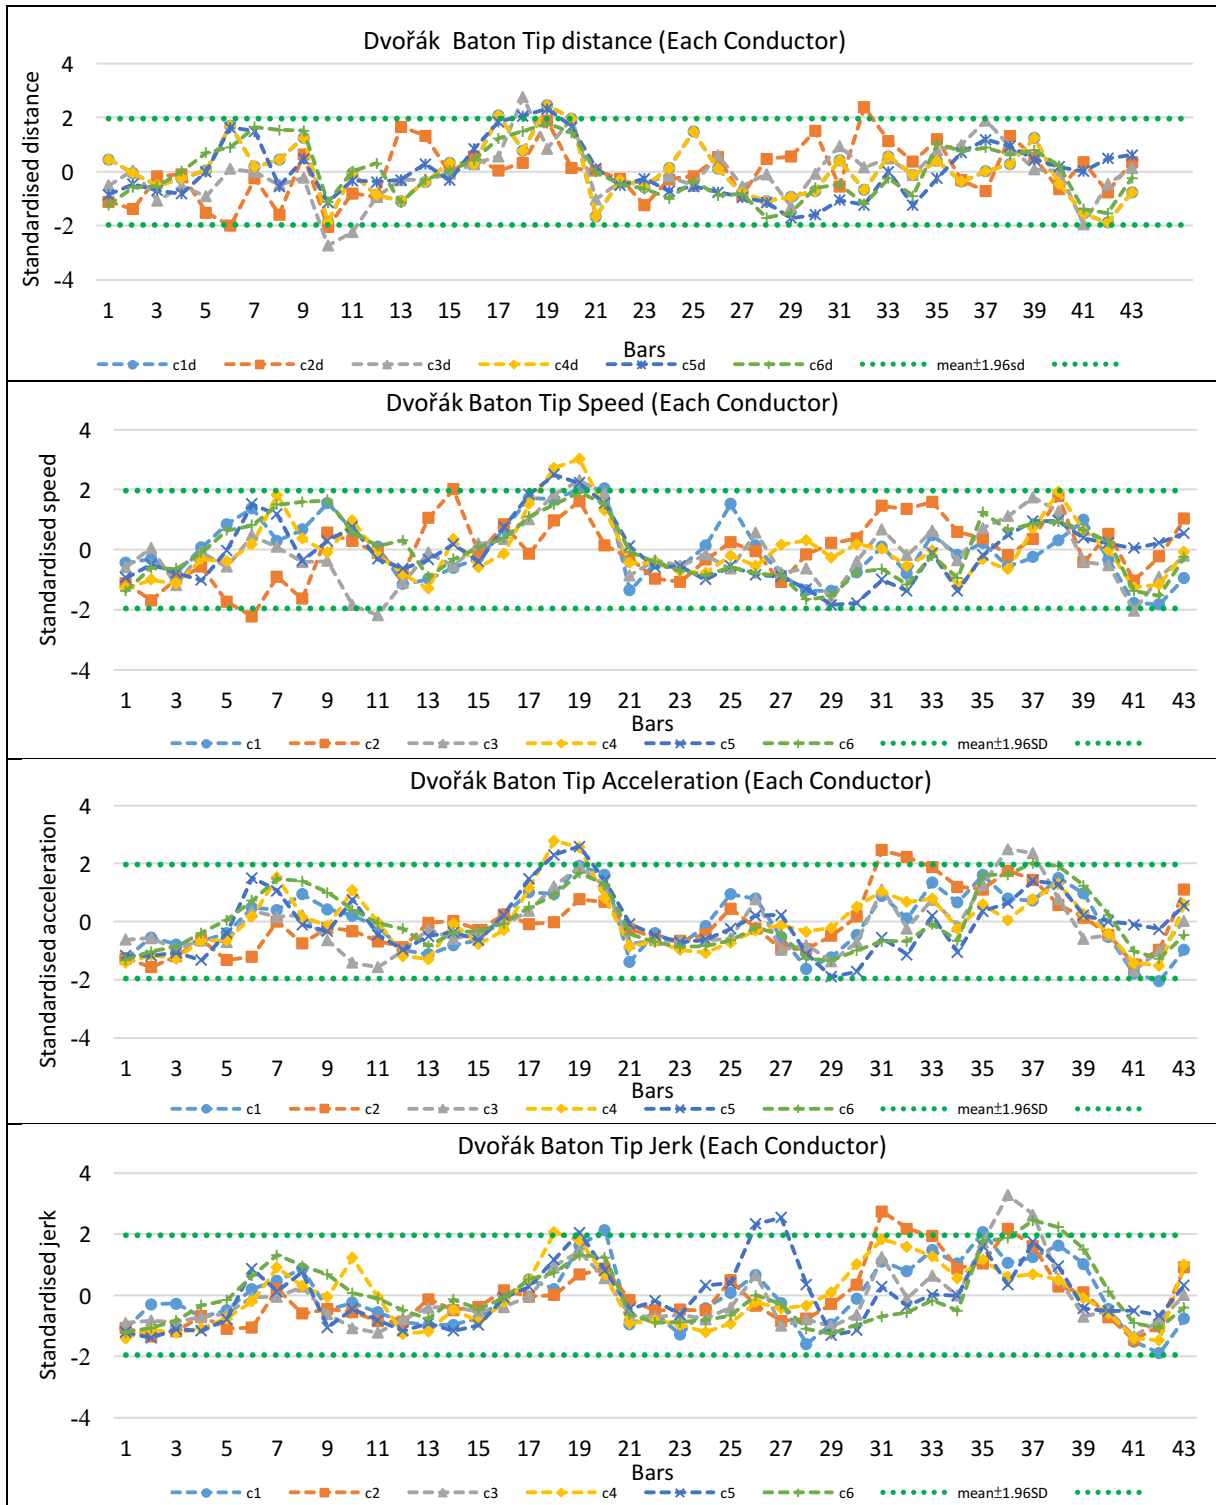 Dvořák  Baton Tip distance (Each Conductor)
Standardised distance
4
2
0
-2
-4
1 3 5 7 9 11 13 15 17 19 21 23 25 27 29 31 33 35 37 39 41 43
Bars
c1d c2d c3d c4d c5d c6d mean±1.96sd
Dvořák Baton Tip Speed (Each Conductor)
Standardised speed
4
2
0
-2
-4
1 3 5 7 9 11 13 15 17 19 21 23 25 27 29 31 33 35 37 39 41 43
Bars
c1 c2 c3 c4 c5 c6 mean±1.96SD
Dvořák Baton Tip Acceleration (Each Conductor)
Standardised acceleration
4
2
0
-2
-4
1 3 5 7 9 11 13 15 17 19 21 23 25 27 29 31 33 35 37 39 41 43
Bars
c1 c2 c3 c4 c5 c6 mean±1.96SD
Dvořák Baton Tip Jerk (Each Conductor)
Standardised jerk
4
2
0
-2
-4
1 3 5 7 9 11 13 15 17 19 21 23 25 27 29 31 33 35 37 39 41 43
Bars
c1 c2 c3 c4 c5 c6 mean±1.96SD